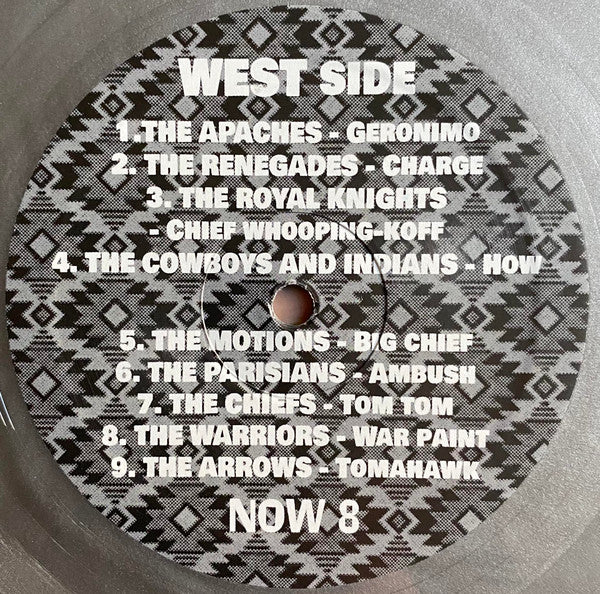 WEST SIDE
1.THE APACHES - GERONIMO
2. THE RENEGADES - CHARGE
3. THE ROYAL KNIGHTS
- CHIEF WHOOPING-KOFF
4. THE COWBOYS AND INDIANS - HOW
5. THE MOTIONS - BIG CHIEF
6. THE PARISIANS - AMBUSH
7. THE CHIEFS - TOM TOM
8. THE WARRIORS - WAR PAINT
9. THE ARROWS - TOMAHAWK
NOW 8